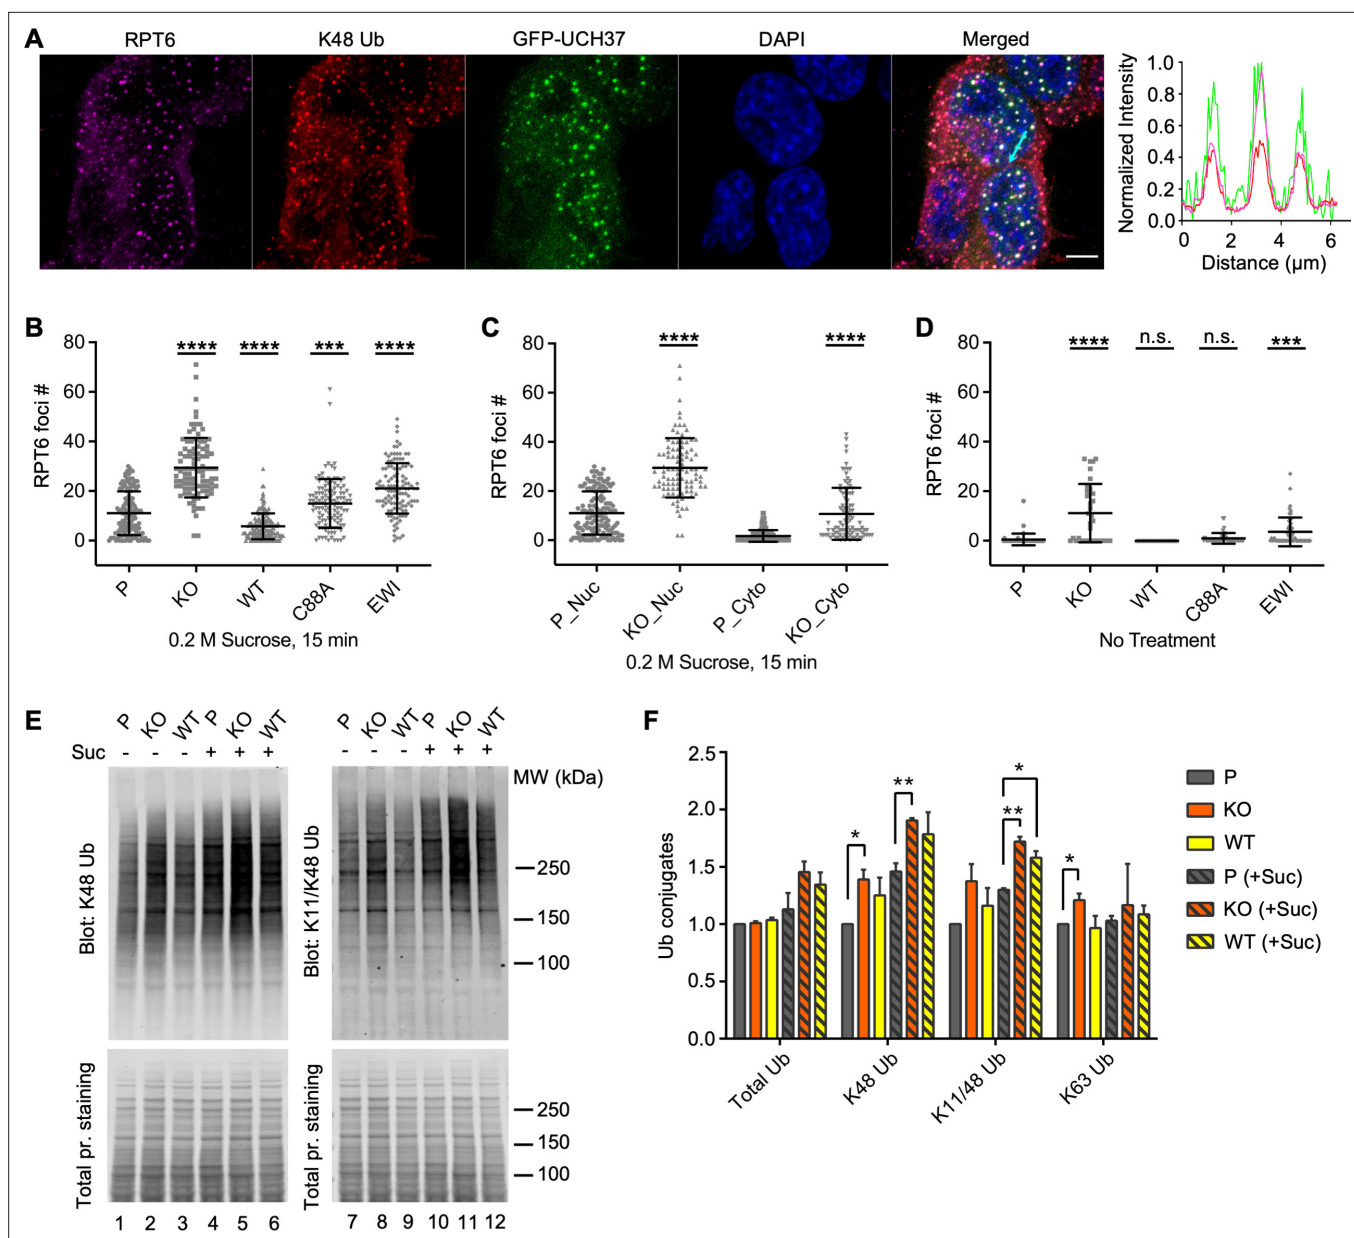 A
RPT6
K48 Ub
GFP-UCH37
DAPI
Merged
Normalized Intensity
1.0
0.8
0.6
0.4
0.2
0.0
0
2
4
6
Distance (µm)
B
RPT6 foci #
80
60
40
20
0
****
****
***
****
P
KO
WT
C88A
EWI
0.2 M Sucrose, 15 min
C
RPT6 foci #
80
60
40
20
0
****
****
P_Nuc
KO_Nuc
P_Cyto
KO_Cyto
0.2 M Sucrose, 15 min
D
RPT6 foci #
80
60
40
20
0
****
n.s.
n.s.
***
P
KO
WT
C88A
EWI
No Treatment
E
P KO WT P KO WT
Suc - - - + + +
Blot: K48 Ub
Total pr. staining
1 2 3 4 5 6
P KO WT P KO WT
- - - + + +
MW (kDa)
Blot: K11/K48 Ub
250
150
100
Total pr. staining
250
150
100
7 8 9 10 11 12
F
Ub conjugates
2.5
2.0
1.5
1.0
0.5
0.0
*
**
**
*
*
Total Ub
K48 Ub
K11/48 Ub
K63 Ub
P
KO
WT
P (+Suc)
KO (+Suc)
WT (+Suc)